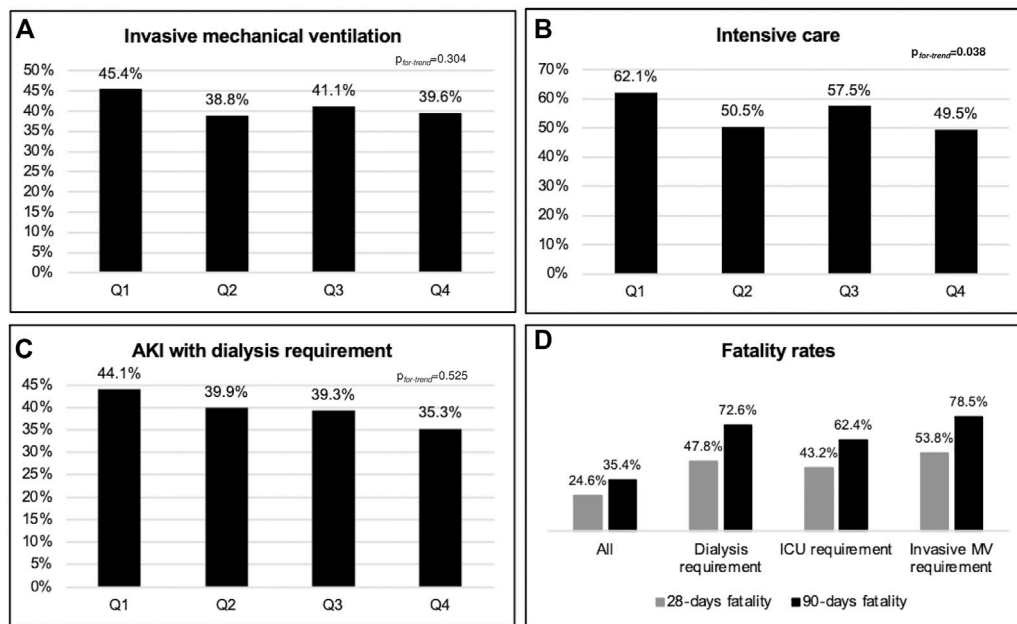 A
Invasive mechanical ventilation
pfor-trend=0.304
50%
45%
40%
35%
30%
25%
20%
15%
10%
5%
0%
45.4%
38.8%
41.1%
39.6%
Q1 Q2 Q3 Q4
B
Intensive care
pfor-trend=0.038
70%
60%
50%
40%
30%
20%
10%
0%
62.1%
50.5%
57.5%
49.5%
Q1 Q2 Q3 Q4
C
AKI with dialysis requirement
pfor-trend=0.525
45%
40%
35%
30%
25%
20%
15%
10%
5%
0%
44.1%
39.9%
39.3%
35.3%
Q1 Q2 Q3 Q4
D
Fatality rates
24.6%
35.4%
47.8%
72.6%
43.2%
62.4%
53.8%
78.5%
All
Dialysis
requirement
ICU requirement
Invasive MV
requirement
28-days fatality 90-days fatality